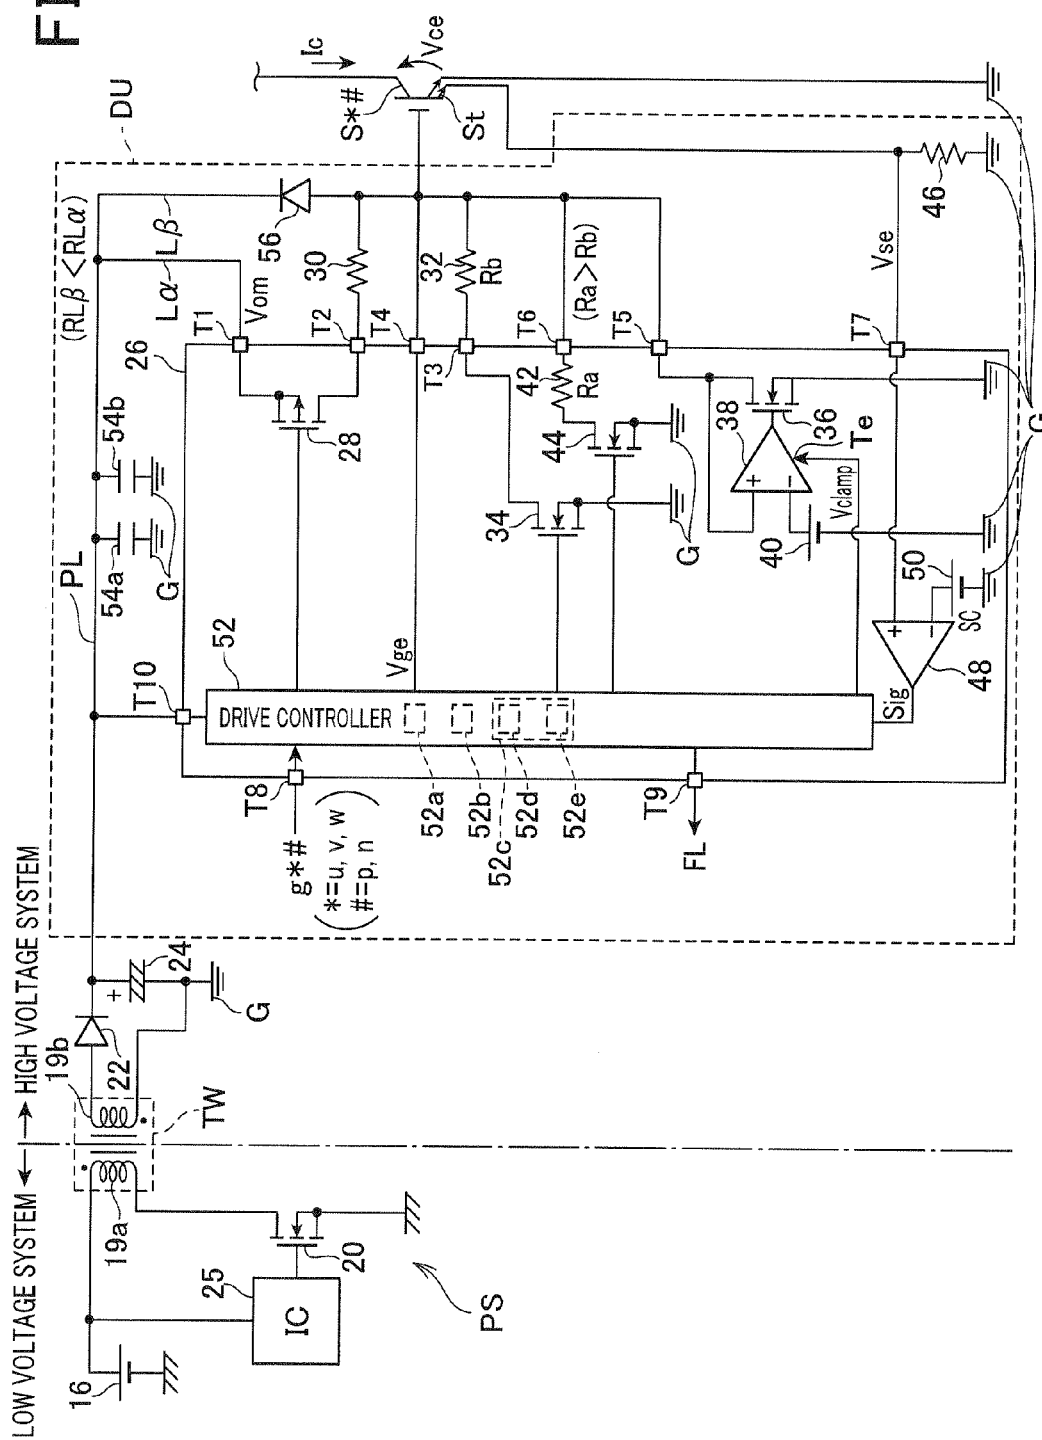 FI
LOW VOLTAGE SYSTEM
HIGH VOLTAGE SYSTEM
16
19a
19b
TW
22
24
+
G
25
IC
20
PS
PL
(RLβ<RLα)
DU
54a
54b
G
26
Lα
Lβ
56
T10
T1
Vom
T2
T4
T3
T6
T5
T7
T8
T9
30
32
Rb
(Ra>Rb)
28
34
42
Ra
44
G
52
DRIVE CONTROLLER
52a
52b
52c
52d
52e
Vge
g*#
(*=u, v, w
#=p, n)
FL
Ic
Vce
S*#
St
38
36
Te
+
−
40
Vclamp
Vse
46
G
+
−
50
SC
48
Sig